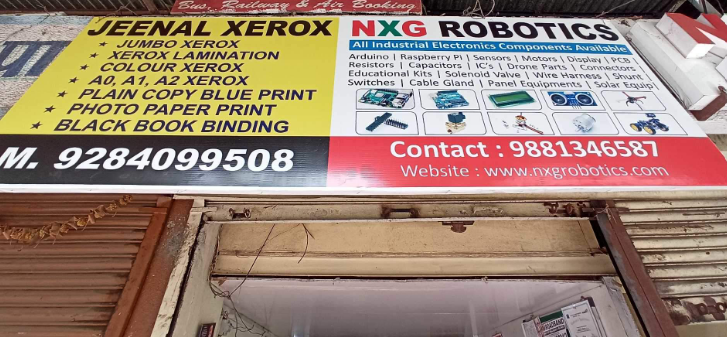 Bus, Railway & Air Booking
JEENAL XEROX
★ JUMBO XEROX
★ XEROX LAMINATION
★ COLOUR XEROX
★ A0, A1, A2 XEROX
★ PLAIN COPY BLUE PRINT
★ PHOTO PAPER PRINT
★ BLACK BOOK BINDING
M. 9284099508
NXG ROBOTICS
All Industrial Electronics Components Available
Arduino | Raspberry Pi | Sensors | Motors | Display | PCB
Resistors | Capacitors | IC's | Drone Parts | Connectors
Educational Kits | Solenoid Valve | Wire Harness | Shunt
Switches | Cable Gland | Panel Equipments | Solar Equip
Contact : 9881346587
Website : www.nxgrobotics.com